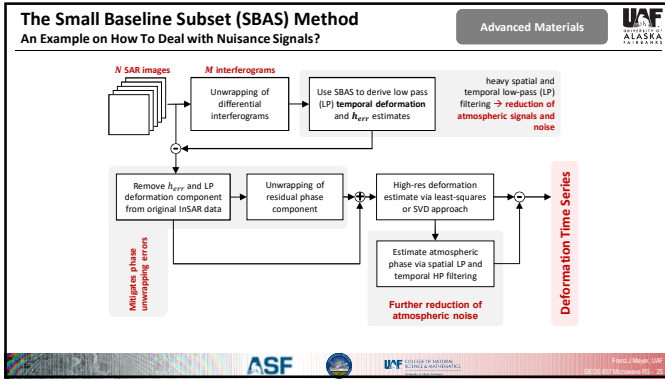 The Small Baseline Subset (SBAS) Method
An Example on How To Deal with Nuisance Signals?
Advanced Materials
UAF
UNIVERSITY OF
ALASKA
FAIRBANKS
N SAR images
M interferograms
Unwrapping of
differential
interferograms
Use SBAS to derive low pass
(LP) temporal deformation
and h_err estimates
heavy spatial and
temporal low-pass (LP)
filtering → reduction of
atmospheric signals and
noise
-
Remove h_err and LP
deformation component
from original InSAR data
Unwrapping of
residual phase
component
+
High-res deformation
estimate via least-squares
or SVD approach
-
Deformation Time Series
Mitigates phase
unwrapping errors
Estimate atmospheric
phase via spatial LP and
temporal HP filtering
Further reduction of
atmospheric noise
ASF
UAF
COLLEGE OF NATURAL
SCIENCE & MATHEMATICS
Franz J Meyer, UAF
GEOS 657 Microwave RS - 25